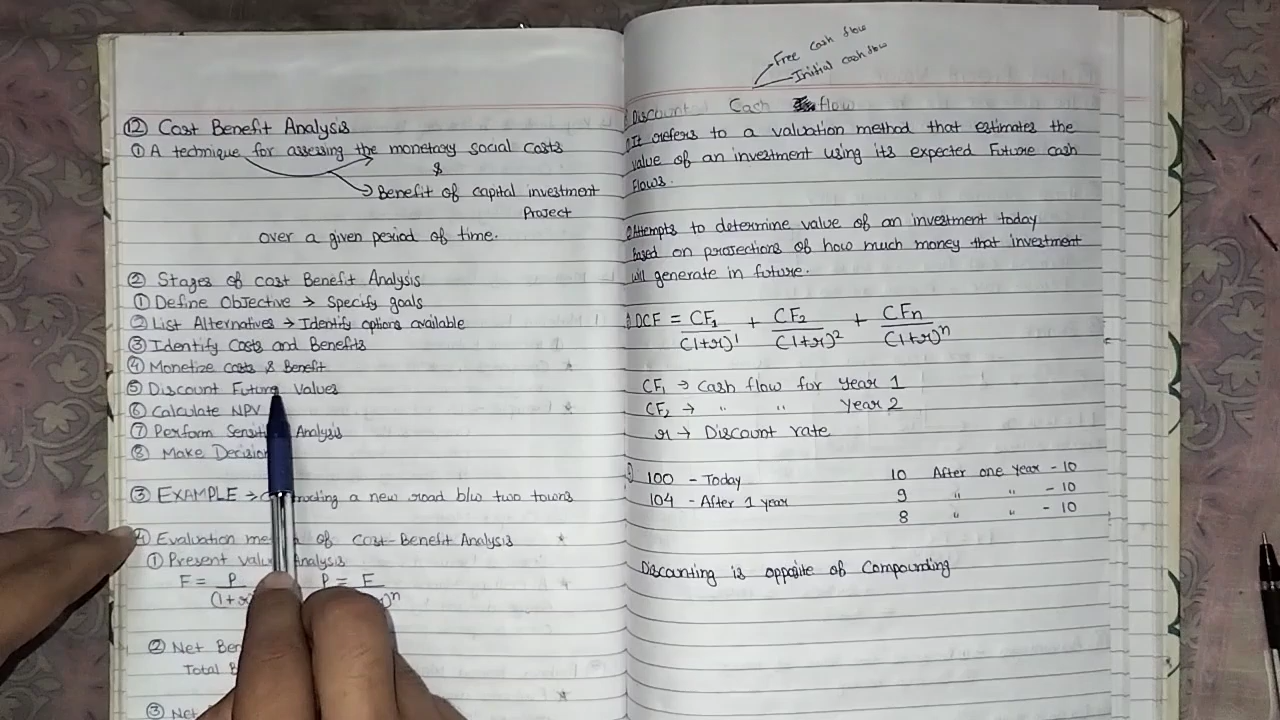 ⑫ Cost Benefit Analysis
① A technique for assessing the monetary social costs
&
→ Benefit of capital investment
Project
over a given period of time.
② Stages of cost Benefit Analysis
① Define Objective → Specify goals
② List Alternatives → Identify options available
③ Identify Costs and Benefits
④ Monetize costs & Benefit
⑤ Discount Future Values
⑥ Calculate NPV
⑦ Perform Analysis
⑧ Make
③ EXAMPLE → a new road b/w two towns
④ Evaluation of Cost-Benefit Analysis
① Present Analysis
F = P P = F
(1+ )ⁿ
② Net
Total
③ Net
Free cash flow
Initial cash flow
Discounted Cash flow
① It refers to a valuation method that estimates the
value of an investment using its expected Future cash
flows.
② Attempts to determine value of an investment today
based on projections of how much money that investment
will generate in future.
③ DCF = CF₁ + CF₂ + CFn
(1+r)¹ (1+r)² (1+r)ⁿ
CF₁ → cash flow for Year 1
CF₂ → " " Year 2
r → Discount rate
100 - Today
104 - After 1 year
10 After one year - 10
9 " " - 10
8 " " - 10
Discounting is opposite of Compounding